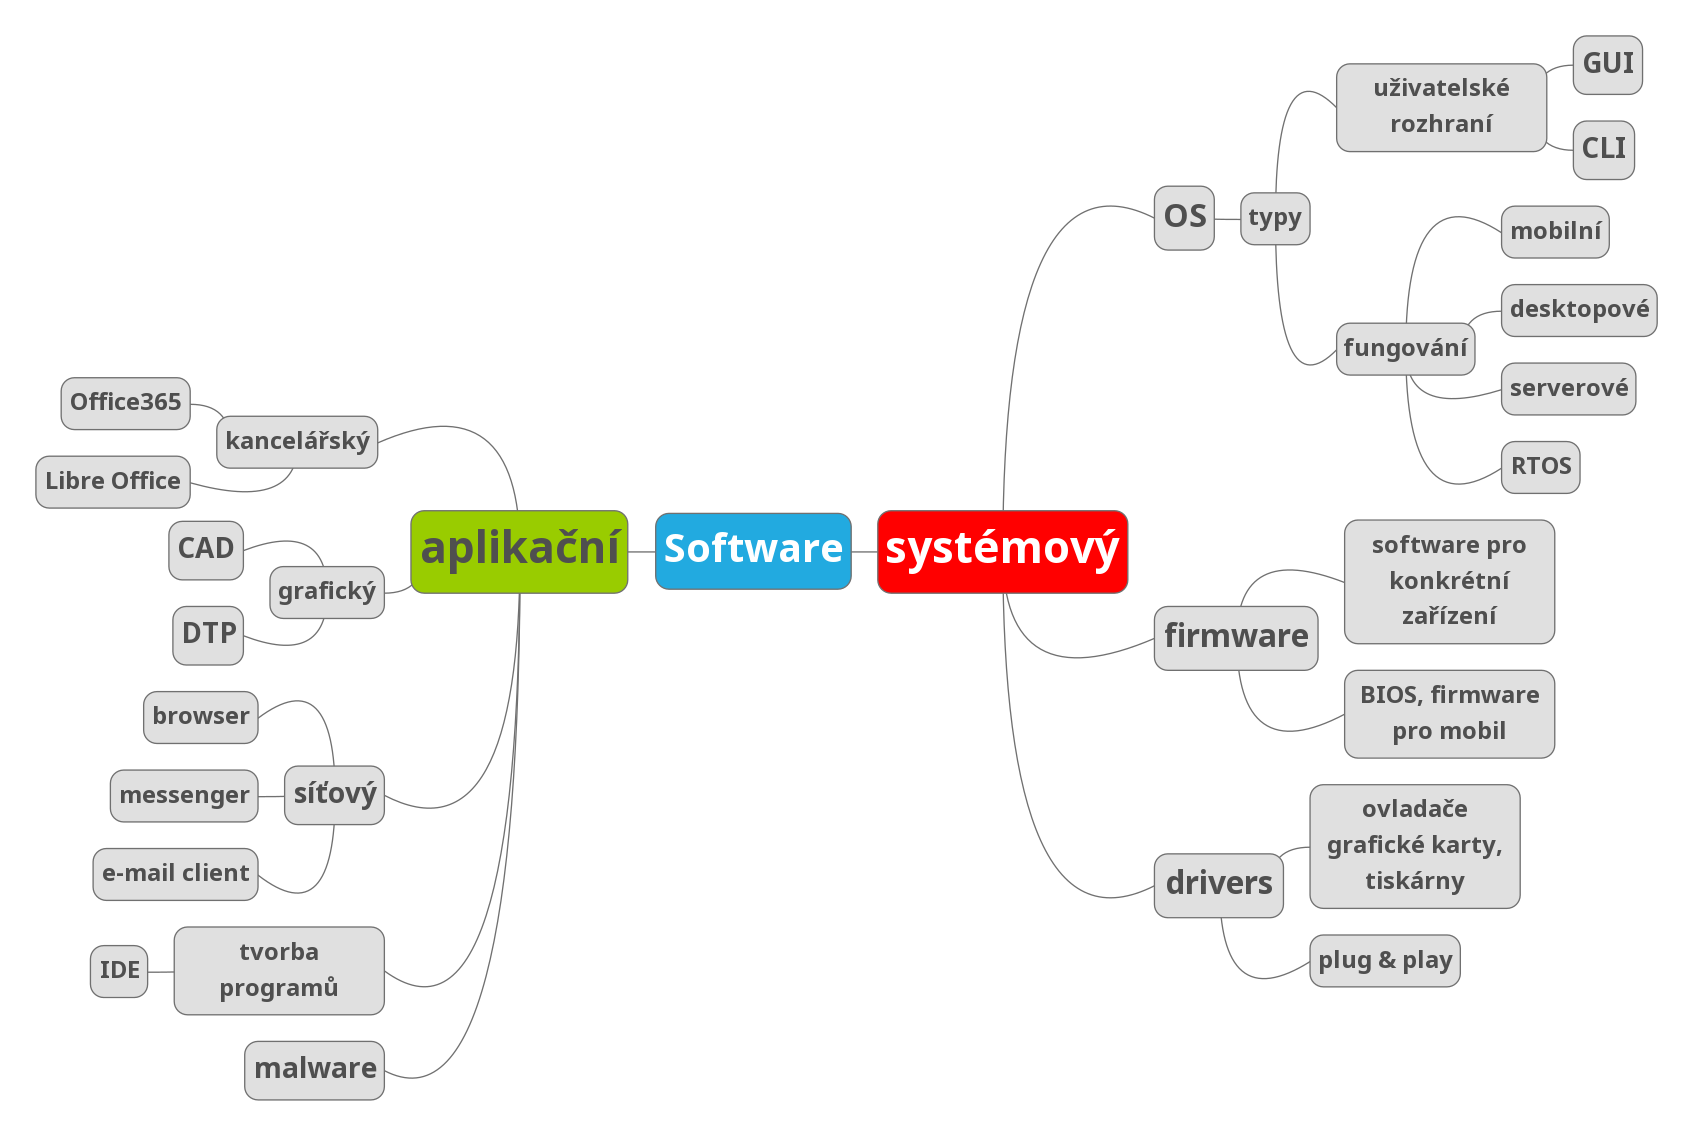 Software
aplikační
kancelářský
Office365
Libre Office
grafický
CAD
DTP
síťový
browser
messenger
e-mail client
tvorba
programů
IDE
malware
systémový
OS
typy
uživatelské
rozhraní
GUI
CLI
fungování
mobilní
desktopové
serverové
RTOS
firmware
software pro
konkrétní
zařízení
BIOS, firmware
pro mobil
drivers
ovladače
grafické karty,
tiskárny
plug & play